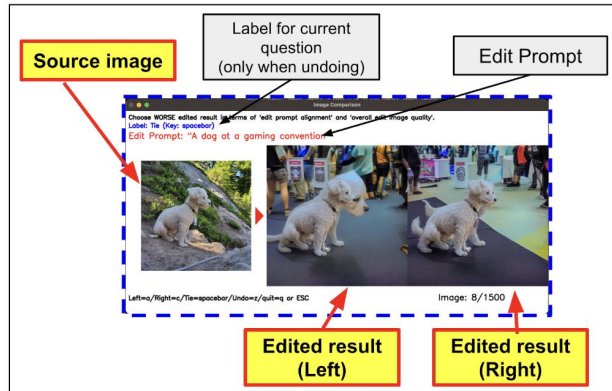 Label for current
question
(only when undoing)
Source image
Edit Prompt
Image Comparison
Choose WORSE edited result in terms of 'edit prompt alignment' and 'overall edit image quality'.
Label: Tie (Key: spacebar)
Edit Prompt: "A dog at a gaming convention
Left=a/Right=c/Tie=spacebar/Undo=z/quit=q or ESC
Image: 8/1500
Edited result
(Left)
Edited result
(Right)